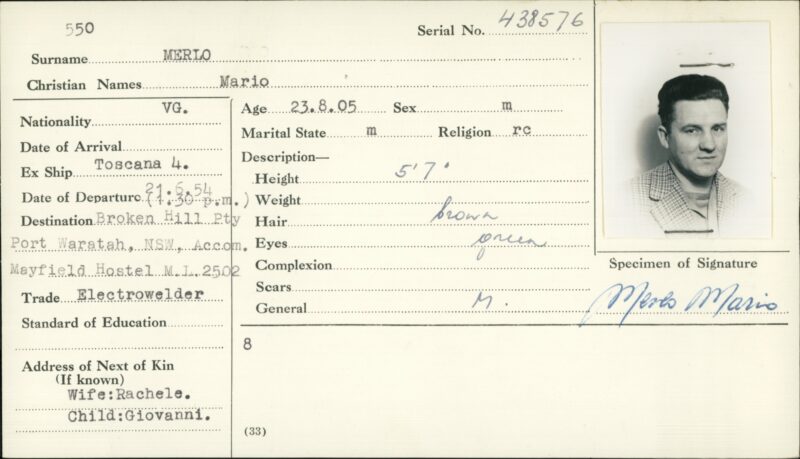 550
Serial No. 438576
Surname MERLO
Christian Names Mario
Nationality VG.
Date of Arrival
Ex Ship Toscana 4.
Date of Departure 21.6.54 (1.30 p.m.)
Destination Broken Hill Pty
Port Waratah, NSW, Accom.
Mayfield Hostel M.L.2502
Trade Electrowelder
Standard of Education
Address of Next of Kin
(If known)
Wife:Rachele.
Child:Giovanni.
Age 23.8.05 Sex m
Marital State m Religion rc
Description—
Height 5'7"
Weight
Hair brown
Eyes green
Complexion
Scars
General M.
8
(33)
Specimen of Signature
Merlo Mario